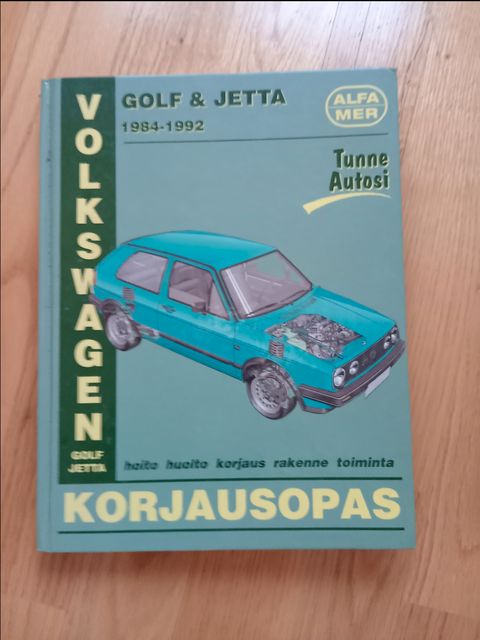 VOLKSWAGEN
GOLF
JETTA
GOLF & JETTA
1984-1992
ALFA
MER
Tunne
Autosi
hoito huolto korjaus rakenne toiminta
KORJAUSOPAS